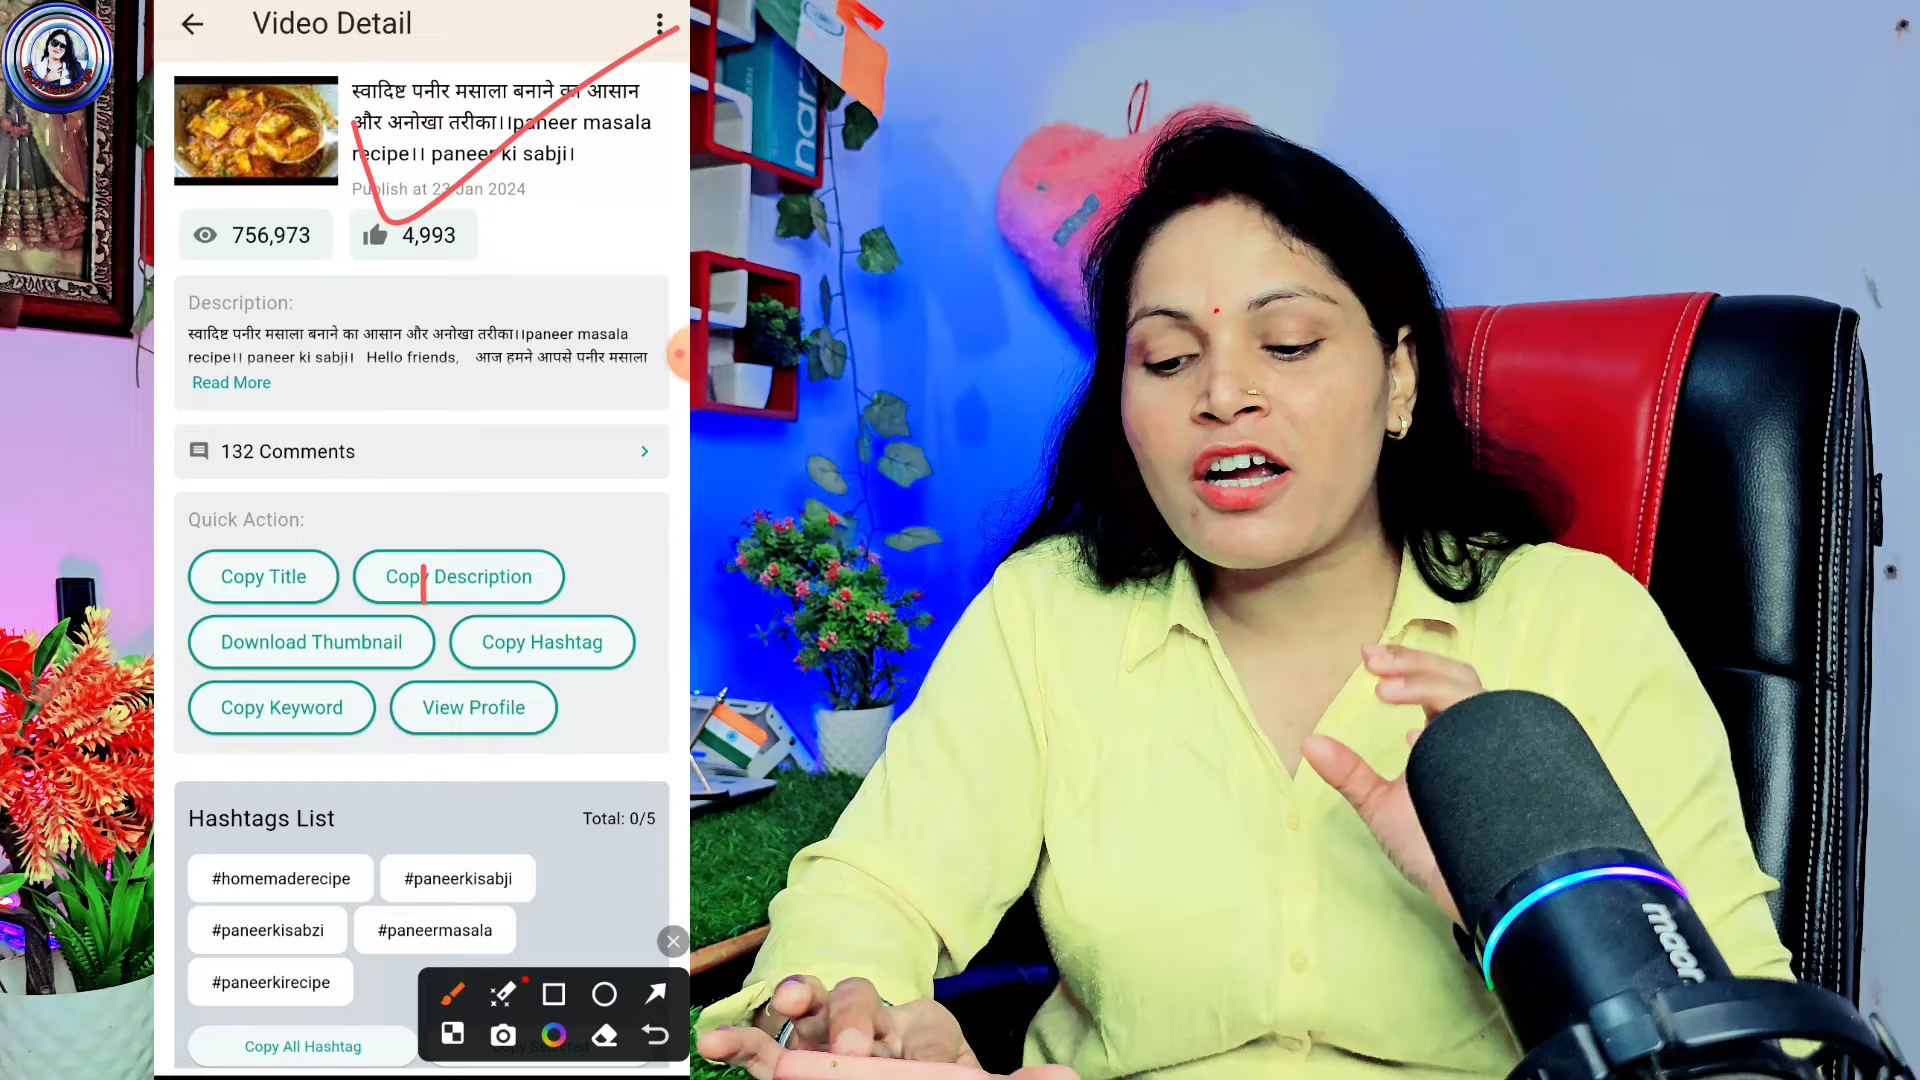 Video Detail
स्वादिष्ट पनीर मसाला बनाने का आसान
और अनोखा तरीका।।paneer masala
recipe।। paneer ki sabji।
Publish at 23 Jan 2024
756,973
4,993
Description:
स्वादिष्ट पनीर मसाला बनाने का आसान और अनोखा तरीका।।paneer masala
recipe।। paneer ki sabji। Hello friends, आज हमने आपसे पनीर मसाला
Read More
132 Comments
Quick Action:
Copy Title
Copy Description
Download Thumbnail
Copy Hashtag
Copy Keyword
View Profile
Hashtags List
Total: 0/5
#homemaderecipe
#paneerkisabji
#paneerkisabzi
#paneermasala
#paneerkirecipe
Copy All Hashtag
Copy Selected
nar
maono